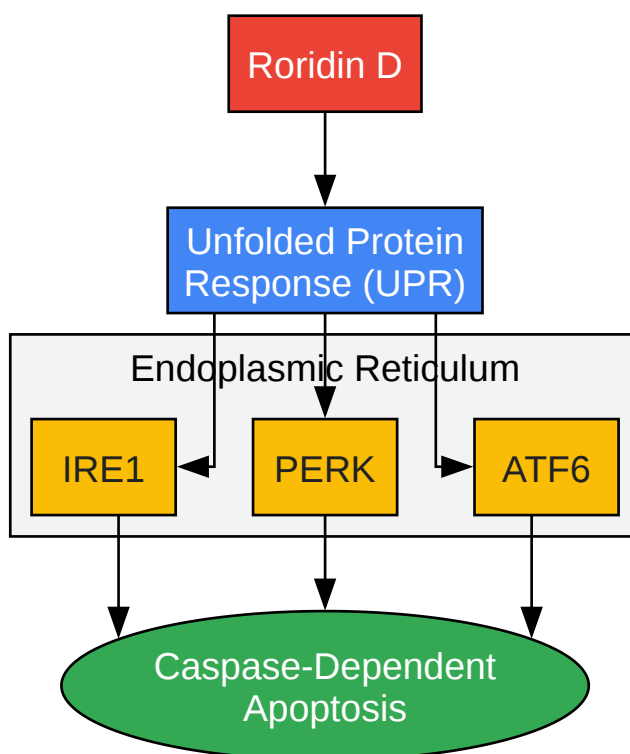 Roridin D
Unfolded Protein
Response (UPR)
Endoplasmic Reticulum
IRE1
PERK
ATF6
Caspase-Dependent
Apoptosis